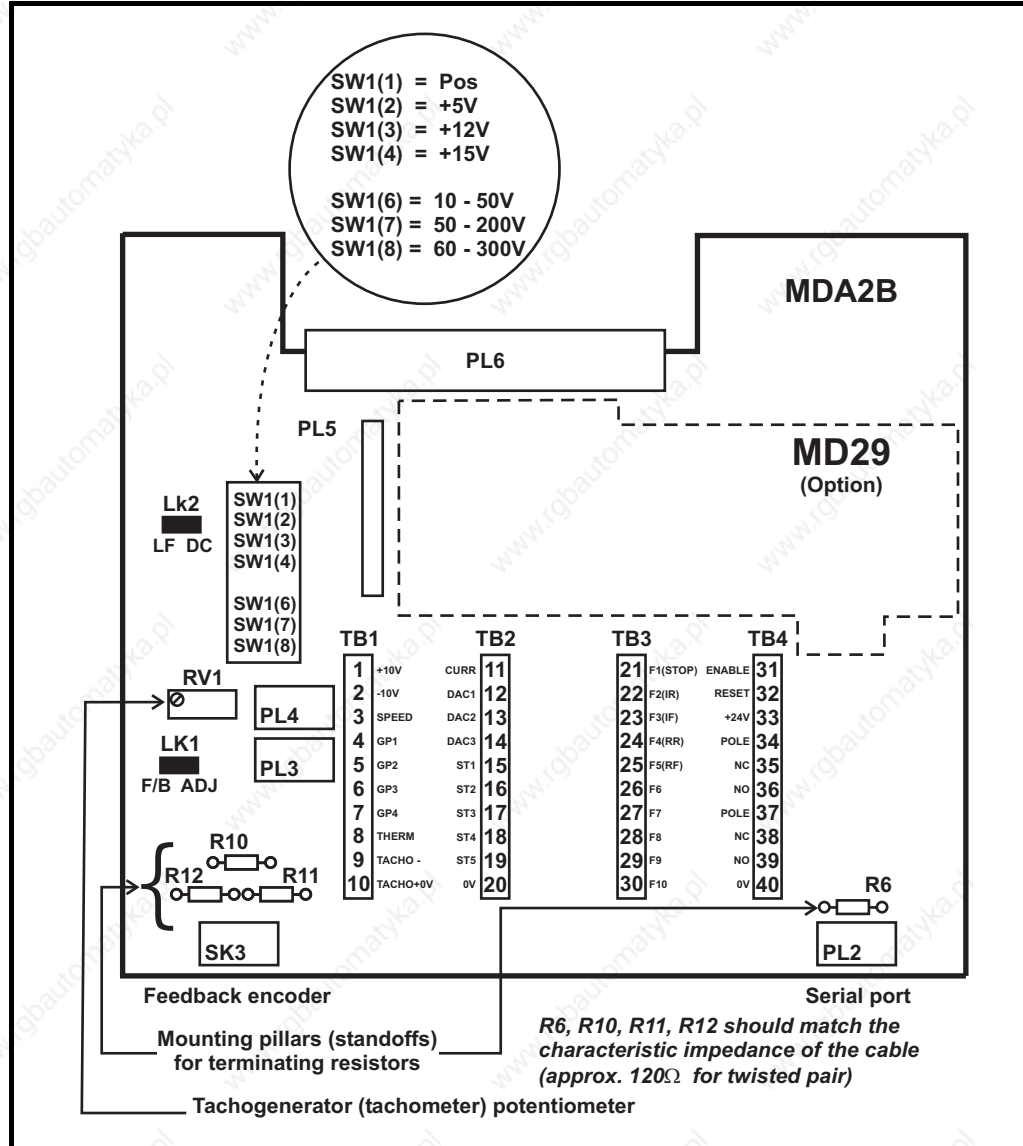 SW1(1) = Pos
SW1(2) = +5V
SW1(3) = +12V
SW1(4) = +15V
SW1(6) = 10 - 50V
SW1(7) = 50 - 200V
SW1(8) = 60 - 300V
MDA2B
PL6
PL5
MD29
(Option)
Lk2
LF DC
SW1(1)
SW1(2)
SW1(3)
SW1(4)
SW1(6)
SW1(7)
SW1(8)
RV1
PL4
LK1
PL3
F/B ADJ
TB1
1 +10V
2 -10V
3 SPEED
4 GP1
5 GP2
6 GP3
7 GP4
8 THERM
9 TACHO -
10 TACHO+0V
TB2
CURR 11
DAC1 12
DAC2 13
DAC3 14
ST1 15
ST2 16
ST3 17
ST4 18
ST5 19
0V 20
TB3
21 F1(STOP)
22 F2(IR)
23 F3(IF)
24 F4(RR)
25 F5(RF)
26 F6
27 F7
28 F8
29 F9
30 F10
TB4
ENABLE 31
RESET 32
+24V 33
POLE 34
NC 35
NO 36
POLE 37
NC 38
NO 39
0V 40
R10
R12 R11
R6
SK3
PL2
Feedback encoder
Serial port
Mounting pillars (standoffs)
for terminating resistors
R6, R10, R11, R12 should match the
characteristic impedance of the cable
(approx. 120Ω for twisted pair)
Tachogenerator (tachometer) potentiometer
www.rgbautomatyka.pl